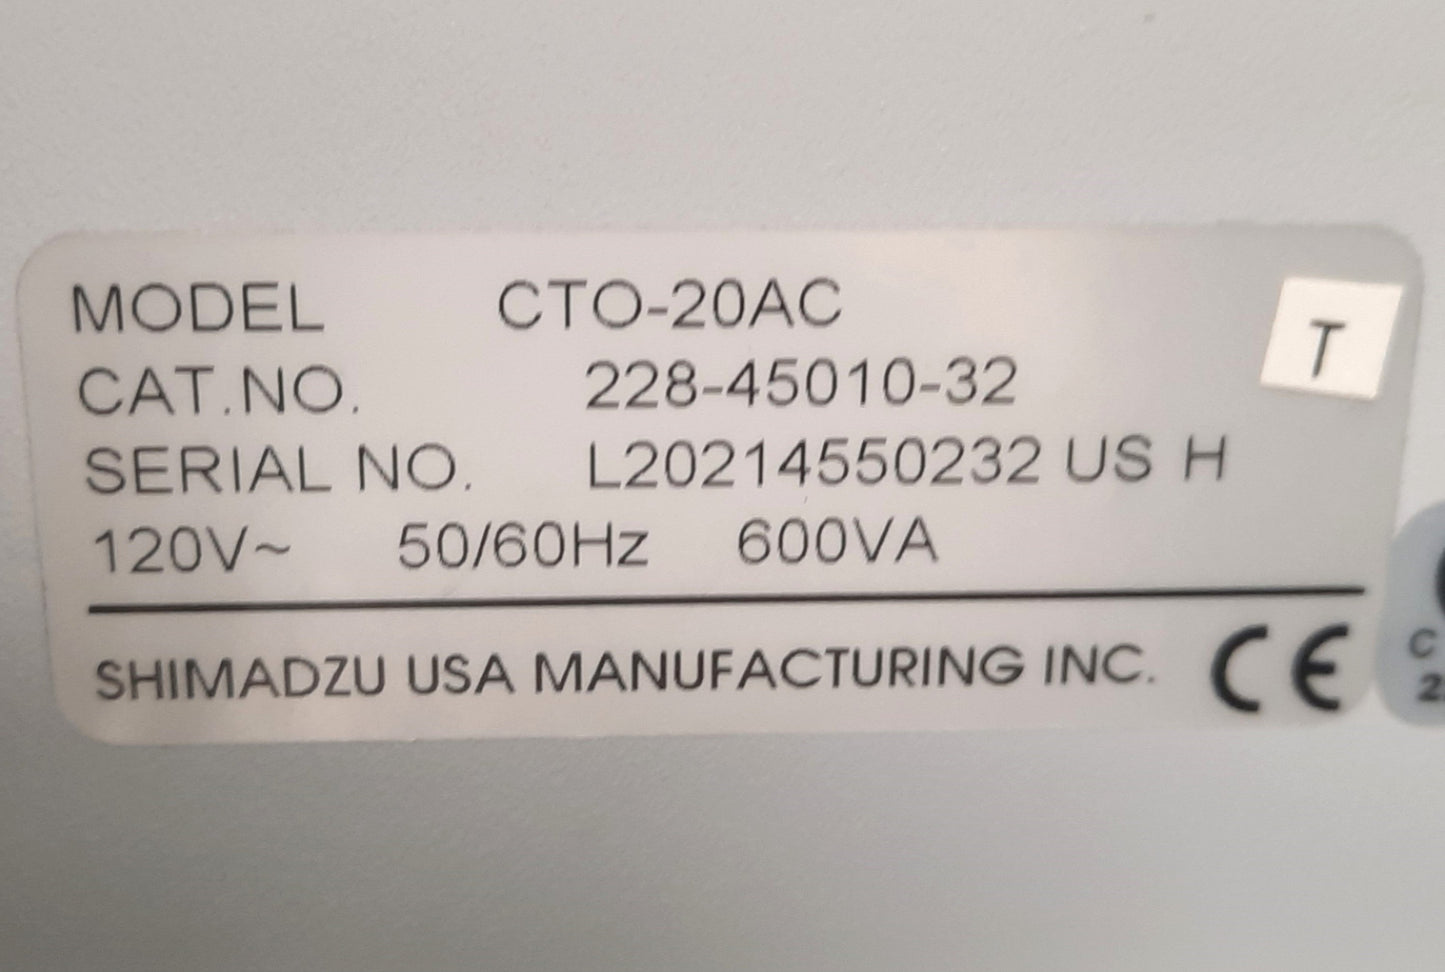 MODEL CTO-20AC
T
CAT.NO. 228-45010-32
SERIAL NO. L20214550232 US H
120V~ 50/60Hz 600VA
SHIMADZU USA MANUFACTURING INC. CE
C
2